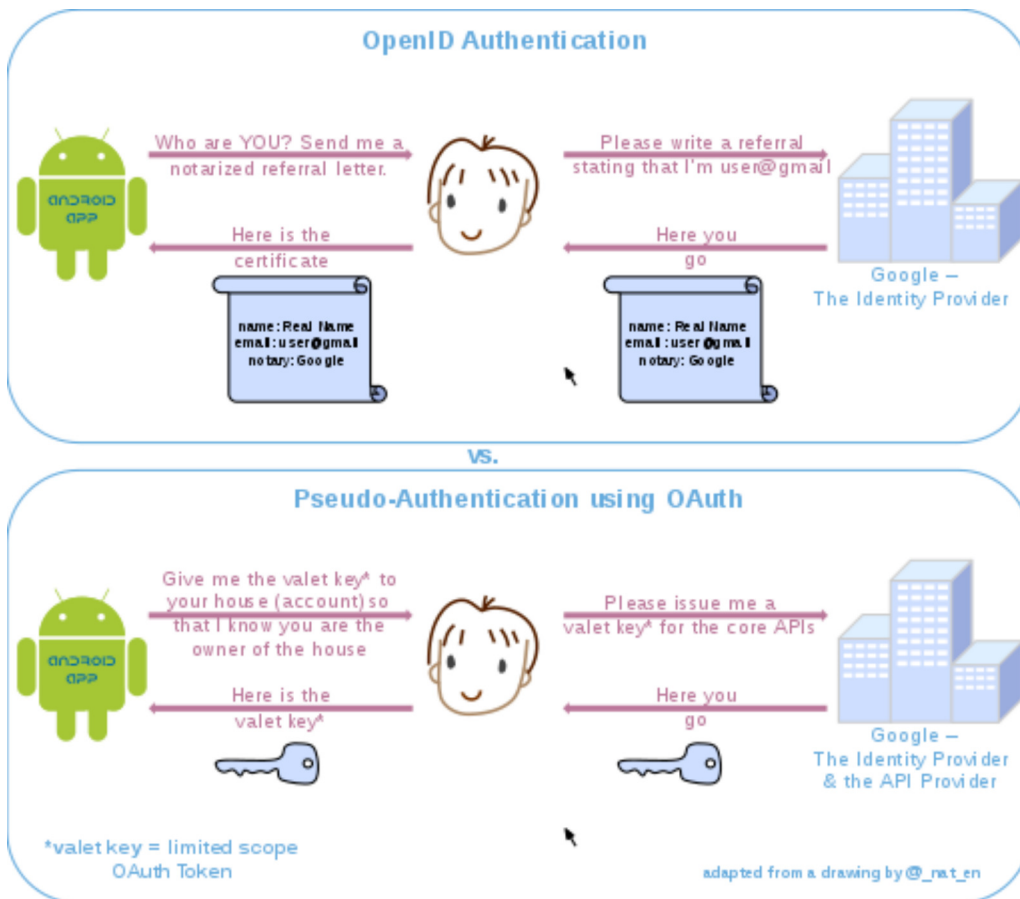 OpenID Authentication
Who are YOU? Send me a
notarized referral letter.
Please write a referral
stating that I'm user@gmail
ANDROID
APP
Here is the
certificate
Here you
go
Google –
The Identity Provider
name: Real Name
email: user@gmail
notary: Google
name: Real Name
email: user@gmail
notary: Google
vs.
Pseudo-Authentication using OAuth
Give me the valet key* to
your house (account) so
that I know you are the
owner of the house
Please issue me a
valet key* for the core APIs
ANDROID
APP
Here is the
valet key*
Here you
go
Google –
The Identity Provider
& the API Provider
*valet key = limited scope
OAuth Token
adapted from a drawing by @_nat_en